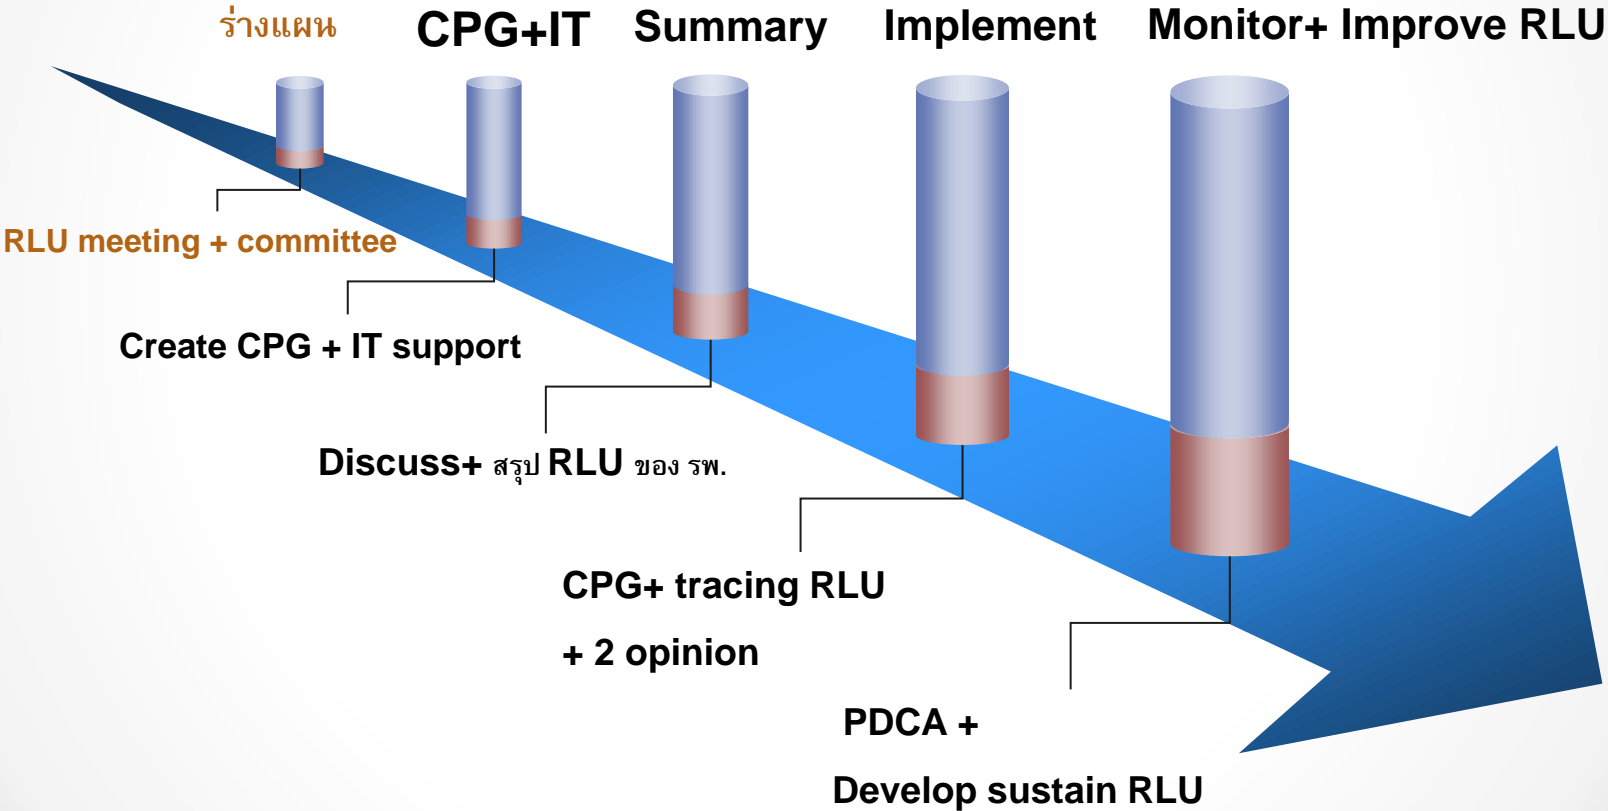 ร่างแผน
CPG+IT
Summary
Implement
Monitor+ Improve RLU
RLU meeting + committee
Create CPG + IT support
Discuss+ สรุป RLU ของ รพ.
CPG+ tracing RLU
+ 2 opinion
PDCA +
Develop sustain RLU